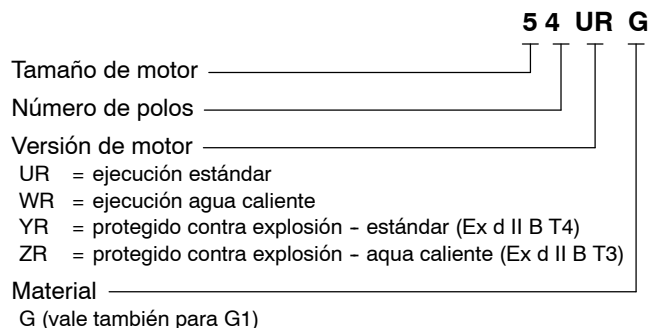 5 4 UR G
Tamaño de motor
Número de polos
Versión de motor
UR = ejecución estándar
WR = ejecución agua caliente
YR = protegido contra explosión - estándar (Ex d II B T4)
ZR = protegido contra explosión - aqua caliente (Ex d II B T3)
Material
G (vale también para G1)